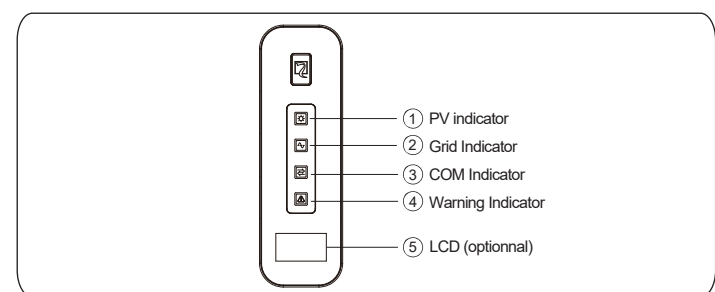 ① PV indicator
② Grid Indicator
③ COM Indicator
④ Warning Indicator
⑤ LCD (optionnal)